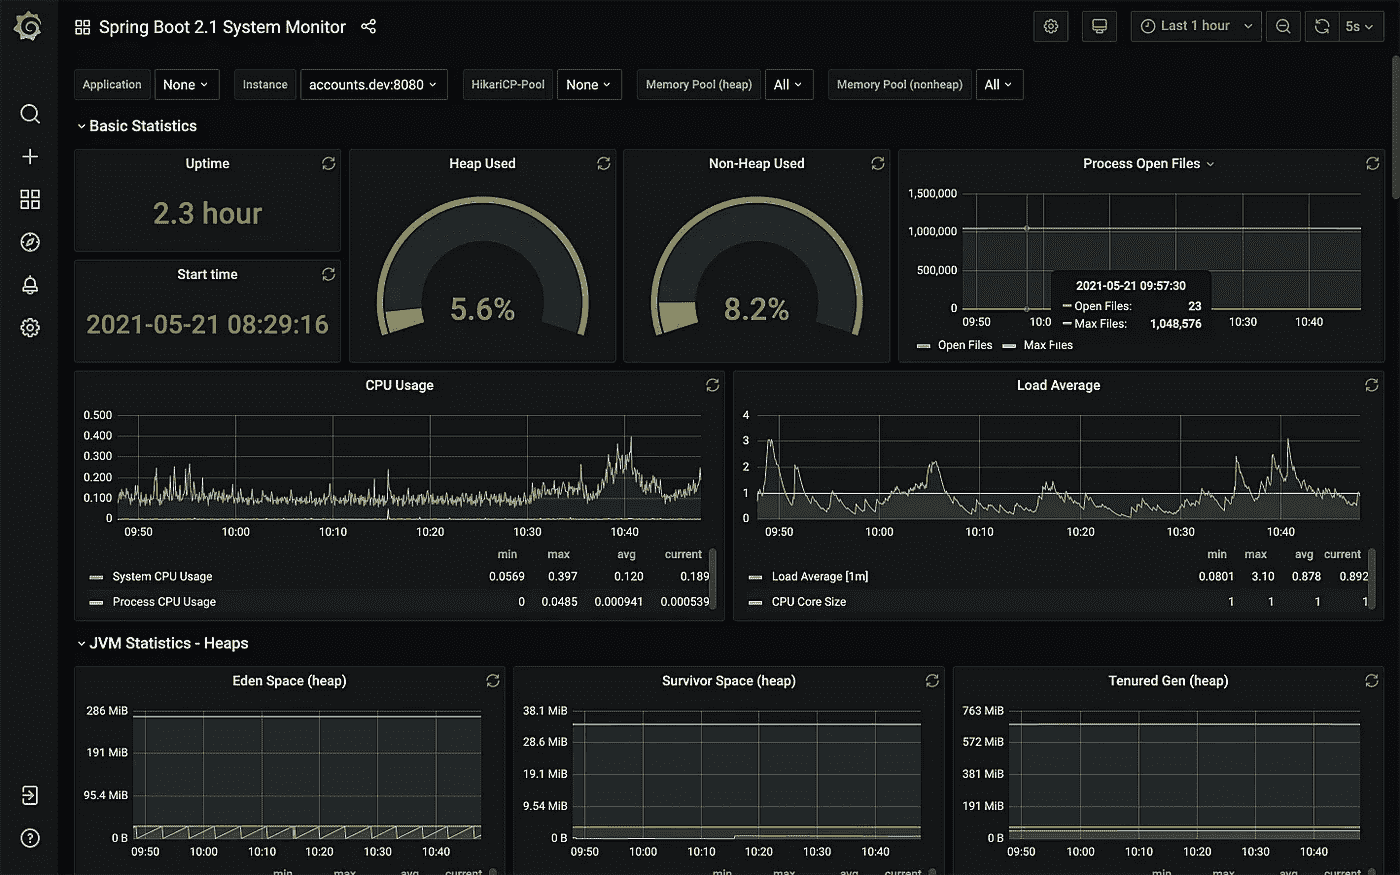 Spring Boot 2.1 System Monitor
Last 1 hour
5s
Application
None
Instance
accounts.dev:8080
HikariCP-Pool
None
Memory Pool (heap)
All
Memory Pool (nonheap)
All
Basic Statistics
Uptime
2.3 hour
Start time
2021-05-21 08:29:16
Heap Used
5.6%
Non-Heap Used
8.2%
Process Open Files
1,500,000
1,000,000
500,000
0
09:50 10:0 10:30 10:40
2021-05-21 09:57:30
Open Files: 23
Max Files: 1,048,576
Open Files Max Files
CPU Usage
0.500
0.400
0.300
0.200
0.100
0
09:50 10:00 10:10 10:20 10:30 10:40
min max avg current
System CPU Usage 0.0569 0.397 0.120 0.189
Process CPU Usage 0 0.0485 0.000941 0.000539
Load Average
4
3
2
1
0
09:50 10:00 10:10 10:20 10:30 10:40
min max avg current
Load Average [1m] 0.0801 3.10 0.878 0.892
CPU Core Size 1 1 1 1
JVM Statistics - Heaps
Eden Space (heap)
286 MiB
191 MiB
95.4 MiB
0 B
09:50 10:00 10:10 10:20 10:30 10:40
min max avg current
Survivor Space (heap)
38.1 MiB
28.6 MiB
19.1 MiB
9.54 MiB
0 B
09:50 10:00 10:10 10:20 10:30 10:40
min max avg current
Tenured Gen (heap)
763 MiB
572 MiB
381 MiB
191 MiB
0 B
09:50 10:00 10:10 10:20 10:30 10:40
min max avg current